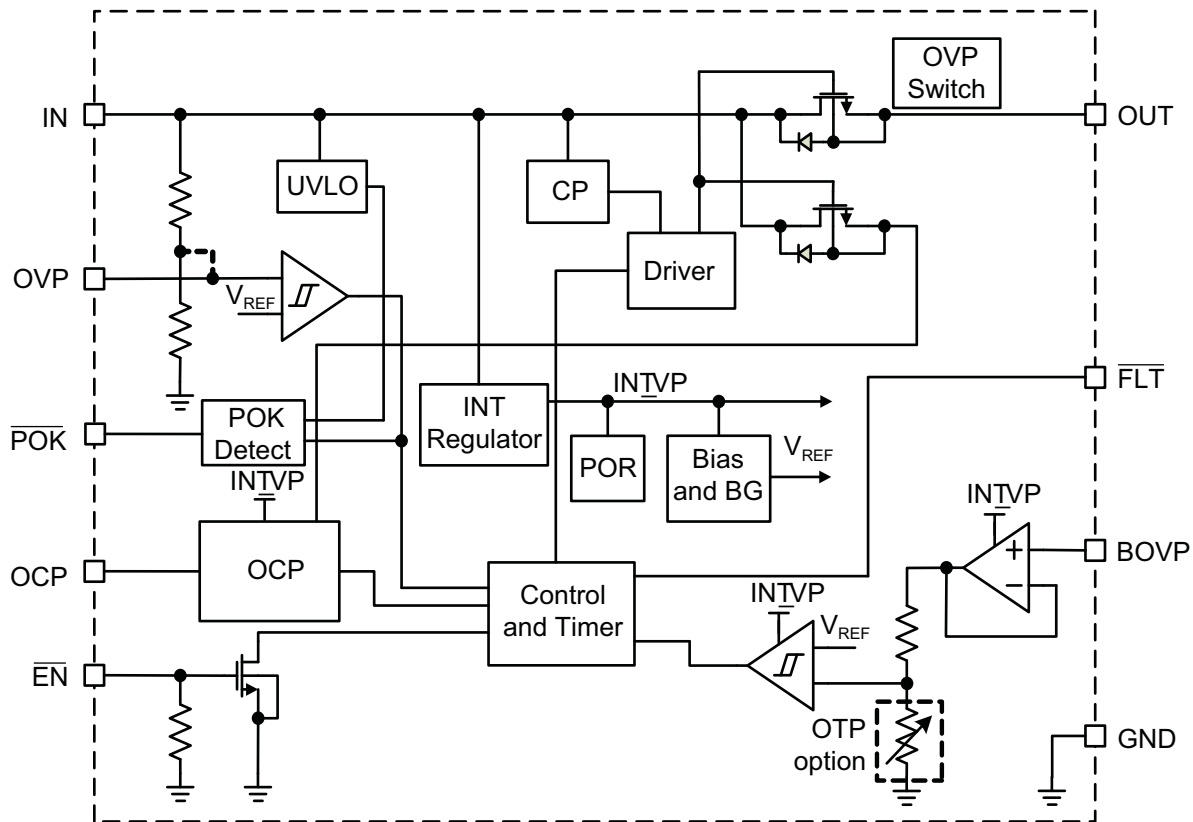 OVP
Switch
IN
OUT
UVLO
CP
Driver
OVP
VREF
FLT
INTVP
INT
Regulator
POK
POK
Detect
POR
Bias
and BG
VREF
INTVP
INTVP
OCP
OCP
BOVP
+
−
Control
and Timer
INTVP
VREF
EN
OTP
option
GND